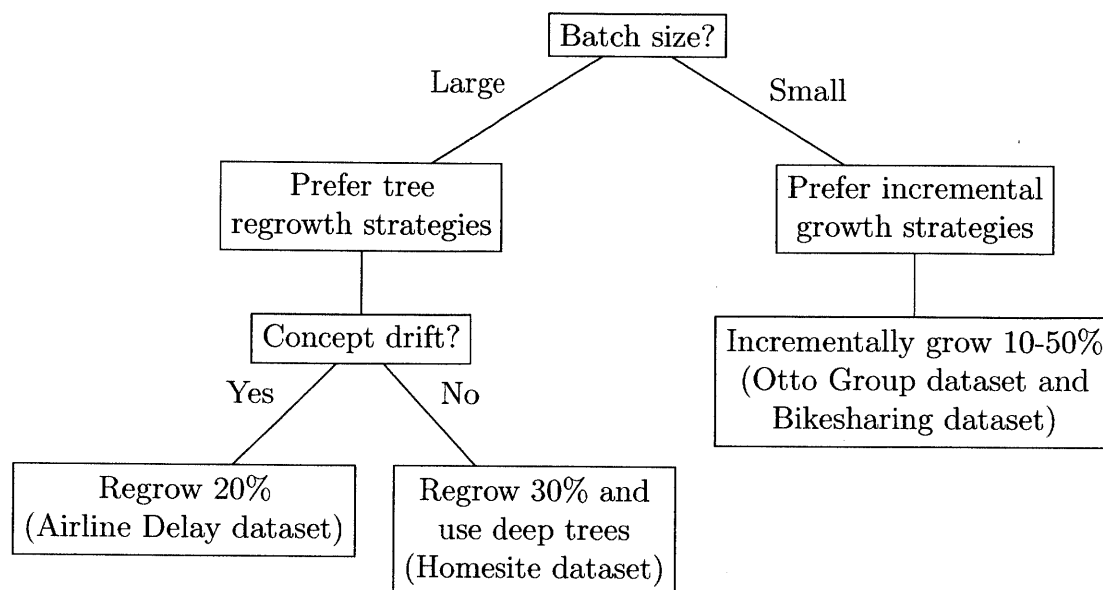 Batch size?
Large
Small
Prefer tree
regrowth strategies
Prefer incremental
growth strategies
Concept drift?
Yes
No
Incrementally grow 10-50%
(Otto Group dataset and
Bikesharing dataset)
Regrow 20%
(Airline Delay dataset)
Regrow 30% and
use deep trees
(Homesite dataset)